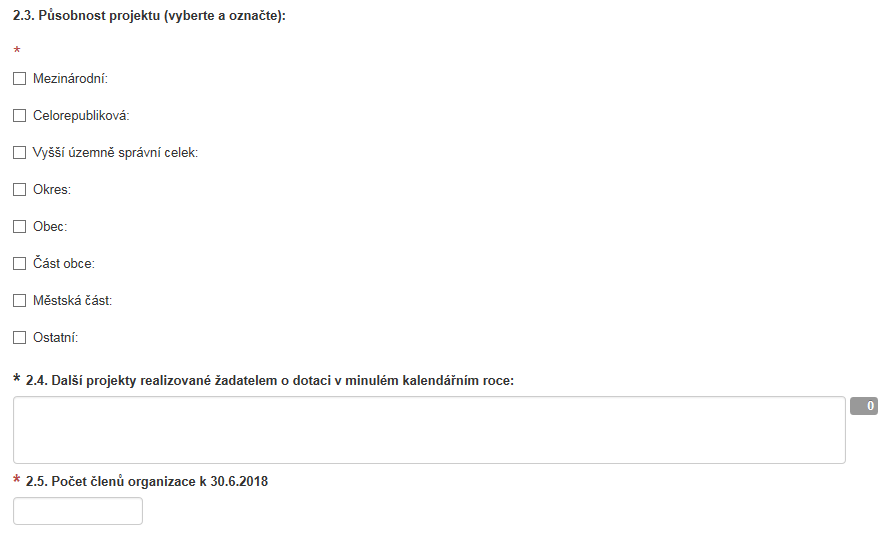 2.3. Působnost projektu (vyberte a označte):
*
Mezinárodní:
Celorepubliková:
Vyšší územně správní celek:
Okres:
Obec:
Část obce:
Městská část:
Ostatní:
* 2.4. Další projekty realizované žadatelem o dotaci v minulém kalendářním roce:
0
* 2.5. Počet členů organizace k 30.6.2018